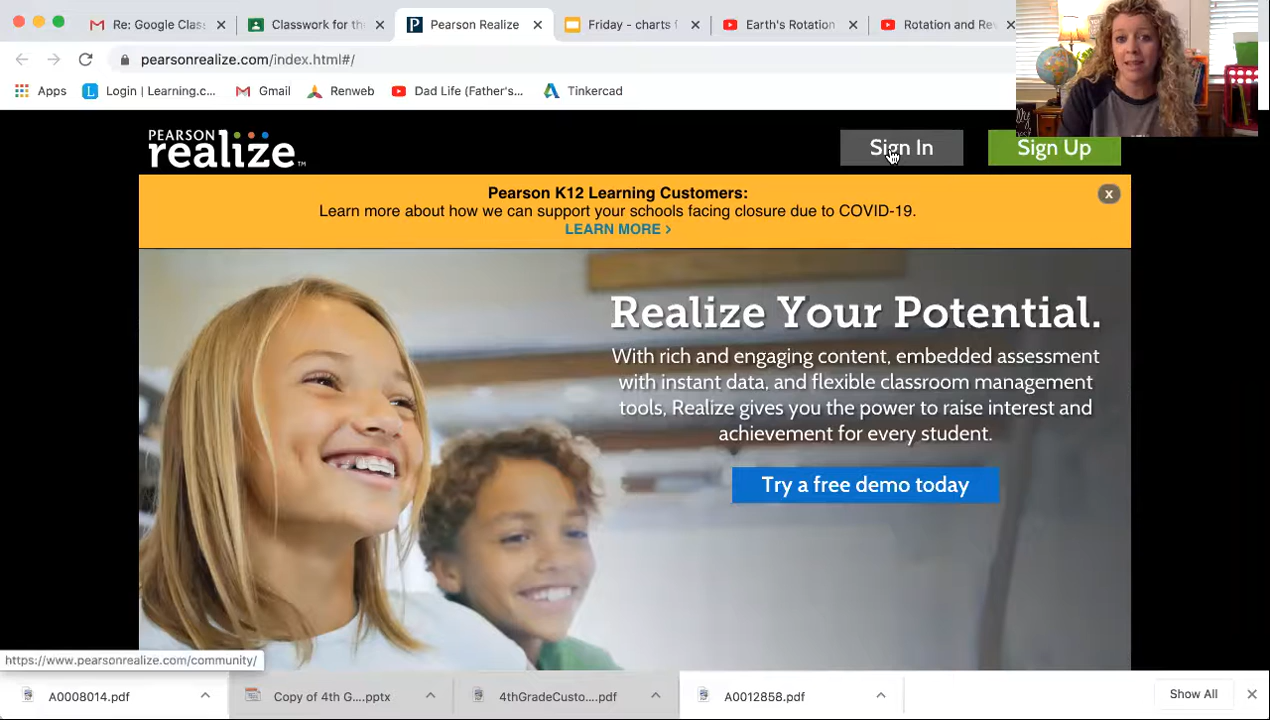 Re: Google Clas
Classwork for th
Pearson Realize
Friday - charts f
Earth's Rotation
Rotation and Rev
pearsonrealize.com/index.html#/
Apps
Login | Learning.c...
Gmail
Renweb
Dad Life (Father's...
Tinkercad
PEARSON
realize™
Sign In
Sign Up
Pearson K12 Learning Customers:
Learn more about how we can support your schools facing closure due to COVID-19.
LEARN MORE >
x
Realize Your Potential.
With rich and engaging content, embedded assessment
with instant data, and flexible classroom management
tools, Realize gives you the power to raise interest and
achievement for every student.
Try a free demo today
https://www.pearsonrealize.com/community/
A0008014.pdf
Copy of 4th G....pptx
4thGradeCusto....pdf
A0012858.pdf
Show All